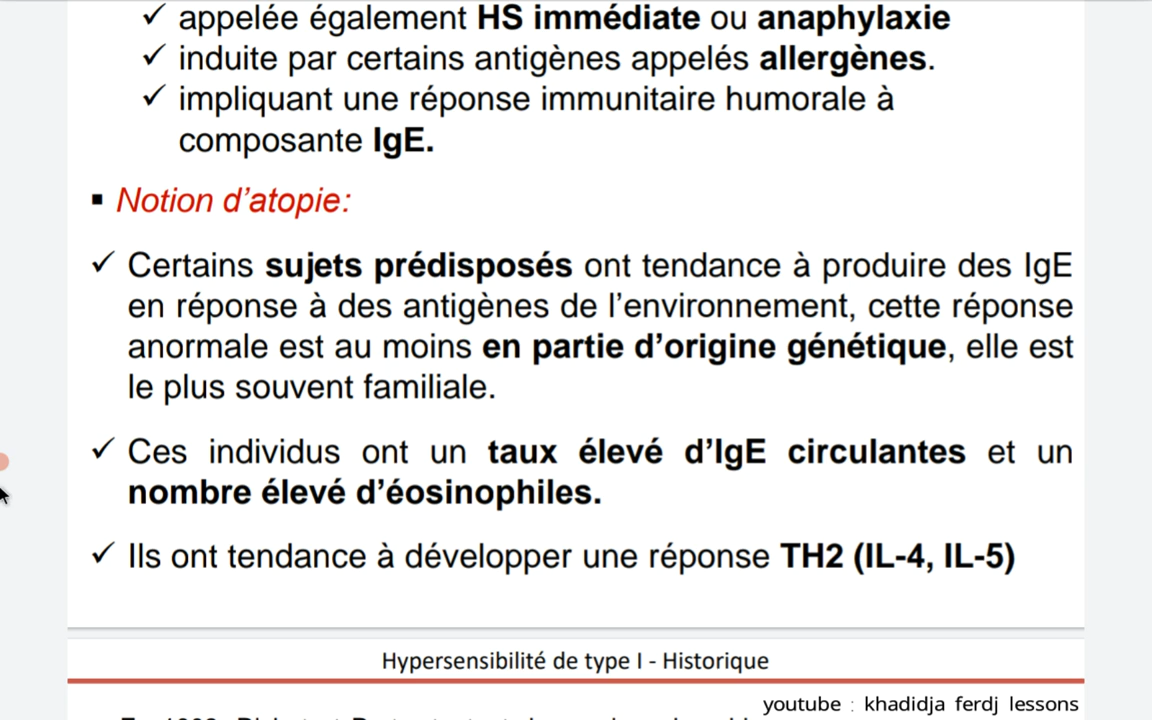 ✓ appelée également HS immédiate ou anaphylaxie
✓ induite par certains antigènes appelés allergènes.
✓ impliquant une réponse immunitaire humorale à
composante IgE.
▪ Notion d’atopie:
✓ Certains sujets prédisposés ont tendance à produire des IgE
en réponse à des antigènes de l’environnement, cette réponse
anormale est au moins en partie d’origine génétique, elle est
le plus souvent familiale.
✓ Ces individus ont un taux élevé d’IgE circulantes et un
nombre élevé d’éosinophiles.
✓ Ils ont tendance à développer une réponse TH2 (IL-4, IL-5)
Hypersensibilité de type I - Historique
youtube : khadidja ferdj lessons